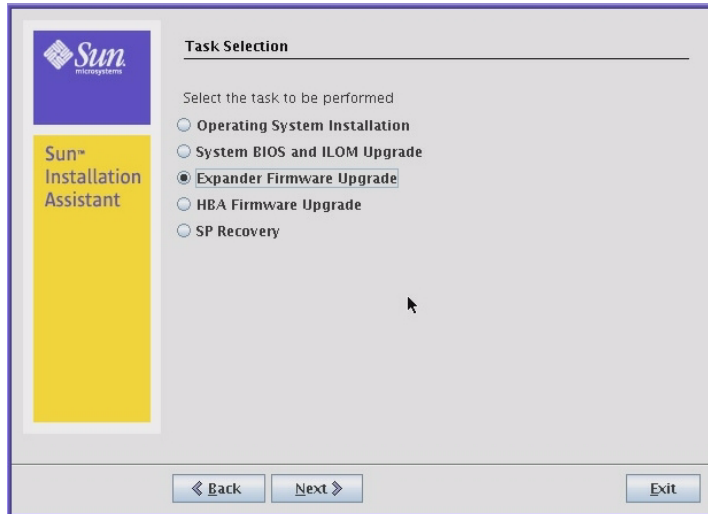 Sun
microsystems
Task Selection
Select the task to be performed
Operating System Installation
System BIOS and ILOM Upgrade
Expander Firmware Upgrade
HBA Firmware Upgrade
SP Recovery
Sun™
Installation
Assistant
Back
Next
Exit